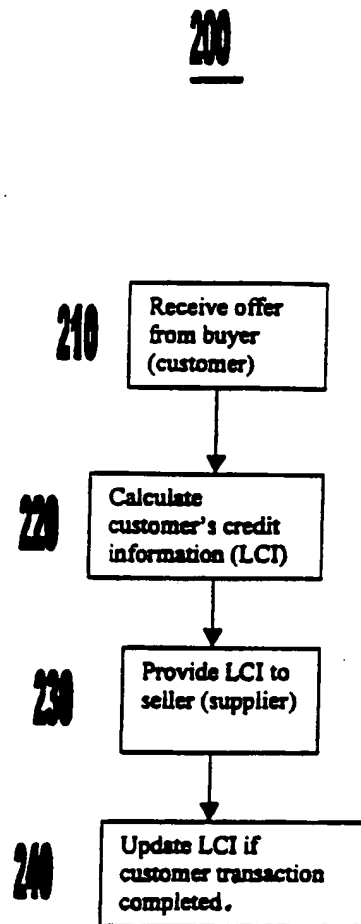 200
210
Receive offer
from buyer
(customer)
220
Calculate
customer's credit
information (LCI)
230
Provide LCI to
seller (supplier)
240
Update LCI if
customer transaction
completed.